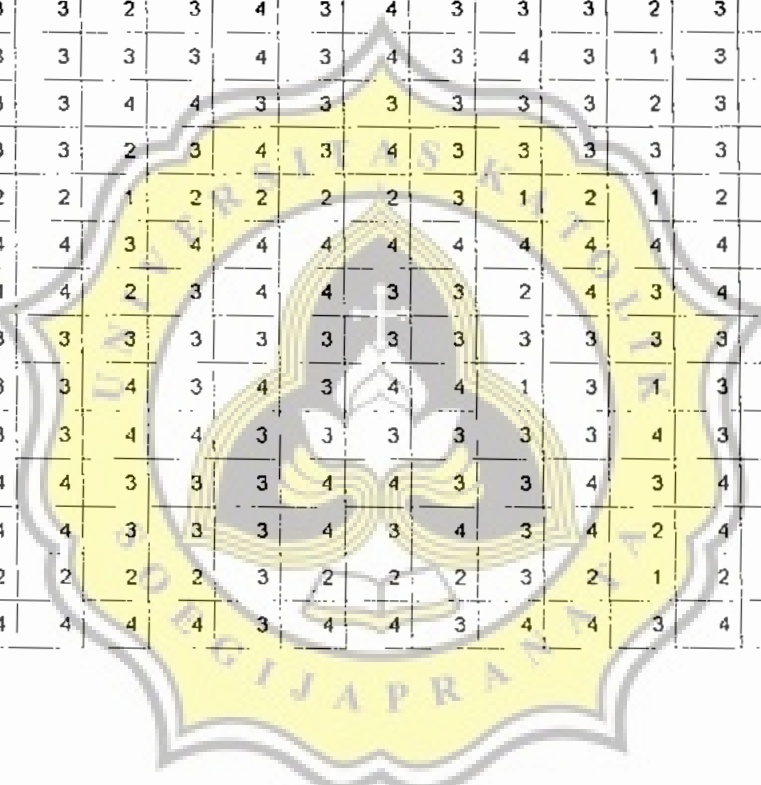 3 2 3 4 3 4 3 3 3 2 3
3 3 3 4 3 4 3 4 3 1 3
3 4 4 3 3 3 3 3 3 2 3
3 2 3 4 3 4 3 3 3 3 3
2 2 1 2 2 2 2 3 1 2 1 2
4 4 3 4 4 4 4 4 4 4 4 4
4 2 3 4 4 3 3 2 4 3 4
3 3 3 3 3 3 3 3 3 3 3 3
3 4 3 4 3 4 4 1 3 1 3
3 4 4 3 3 3 3 3 3 4 3
4 3 3 3 4 4 3 3 4 3 4
4 4 3 3 3 4 3 4 3 4 2 4
2 2 2 2 3 2 2 2 3 2 1 2
4 4 4 4 3 4 4 3 4 4 3 4
UNIVERSITAS KATOLIK
SOEGIJAPRANATA